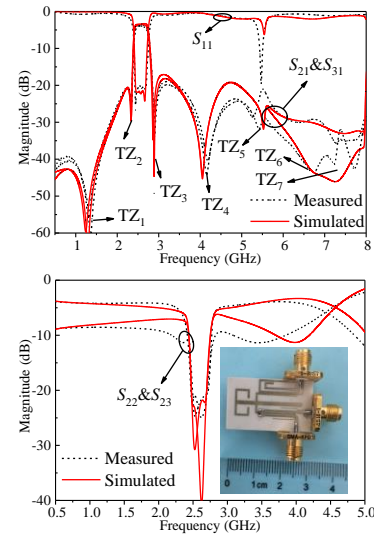 0
-10
-20
-30
-40
-50
-60
Magnitude (dB)
S11
S21&S31
TZ1
TZ2
TZ3
TZ4
TZ5
TZ6
TZ7
Measured
Simulated
0 1 2 3 4 5 6 7 8
Frequency (GHz)
0
-10
-20
-30
-40
Magnitude (dB)
S22&S23
Measured
Simulated
0 1cm 2 3 4
0.5 1.0 1.5 2.0 2.5 3.0 3.5 4.0 4.5 5.0
Frequency (GHz)